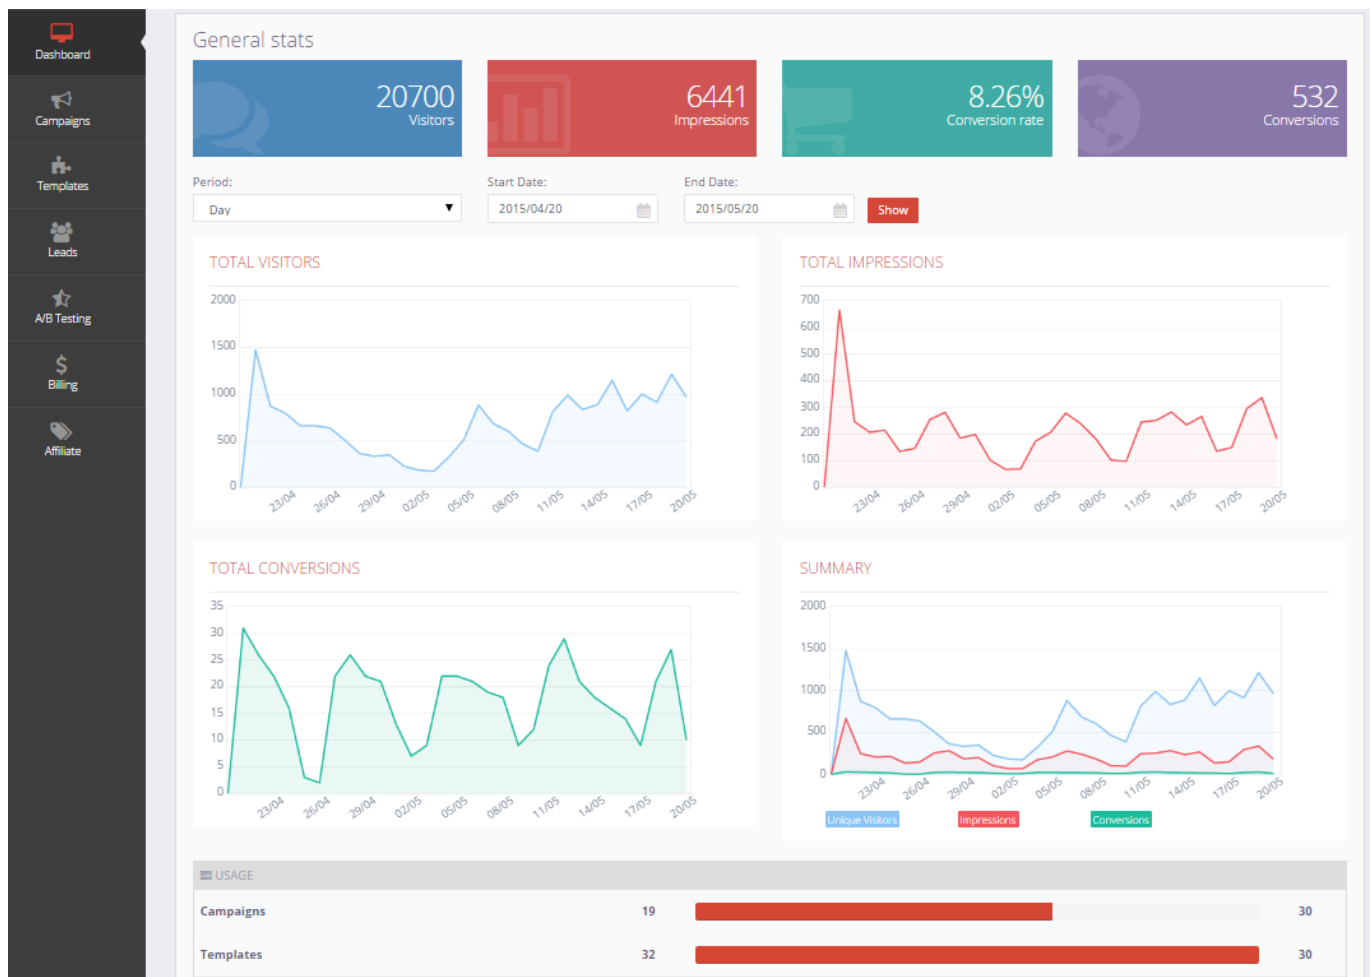 Dashboard
Campaigns
Templates
Leads
A/B Testing
Billing
Affiliate
General stats
20700
Visitors
6441
Impressions
8.26%
Conversion rate
532
Conversions
Period:
Start Date:
End Date:
Day
2015/04/20
2015/05/20
Show
TOTAL VISITORS
2000
1500
1000
500
0
23/04 26/04 29/04 02/05 05/05 08/05 11/05 14/05 17/05 20/05
TOTAL IMPRESSIONS
700
600
500
400
300
200
100
0
23/04 26/04 29/04 02/05 05/05 08/05 11/05 14/05 17/05 20/05
TOTAL CONVERSIONS
35
30
25
20
15
10
5
0
23/04 26/04 29/04 02/05 05/05 08/05 11/05 14/05 17/05 20/05
SUMMARY
2000
1500
1000
500
0
23/04 26/04 29/04 02/05 05/05 08/05 11/05 14/05 17/05 20/05
Unique Visitors Impressions Conversions
USAGE
Campaigns 19 30
Templates 32 30